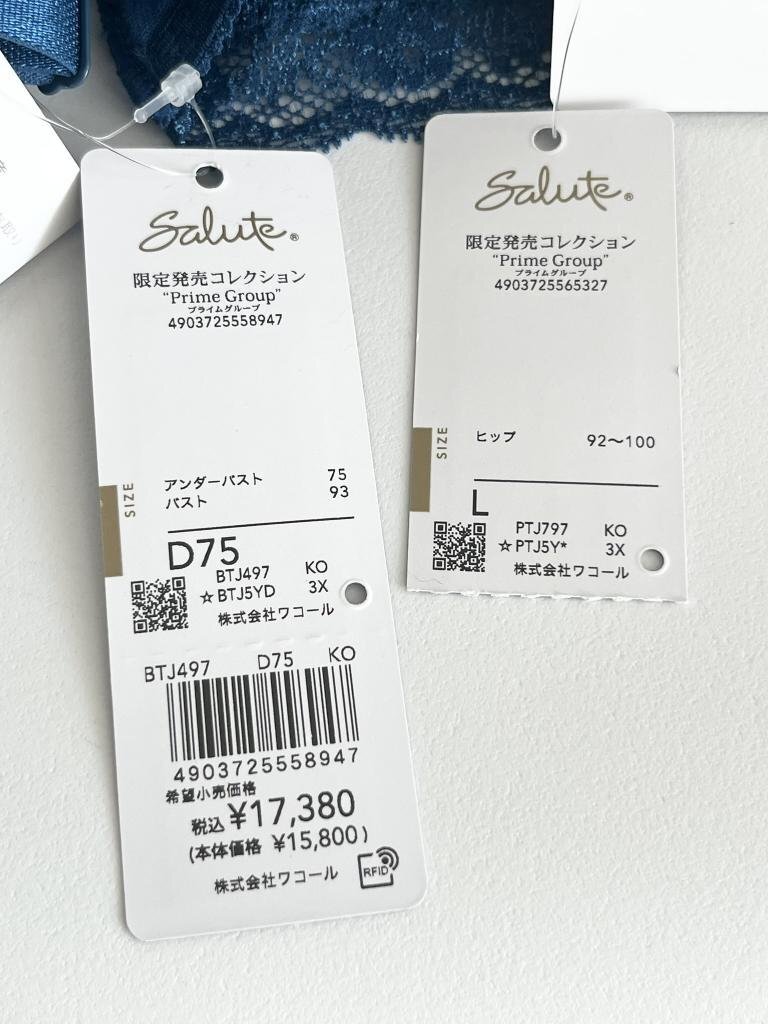 Salute®
限定発売コレクション
“Prime Group”
プライムグループ
4903725558947
SIZE
アンダーバスト 75
バスト 93
D75
BTJ497 KO
☆BTJ5YD 3X
株式会社ワコール
BTJ497 D75 KO
4903725558947
希望小売価格
税込 ¥17,380
(本体価格 ¥15,800)
株式会社ワコール
RFID
Salute®
限定発売コレクション
“Prime Group”
プライムグループ
4903725565327
SIZE
ヒップ 92〜100
L
PTJ797 KO
☆PTJ5Y* 3X
株式会社ワコール